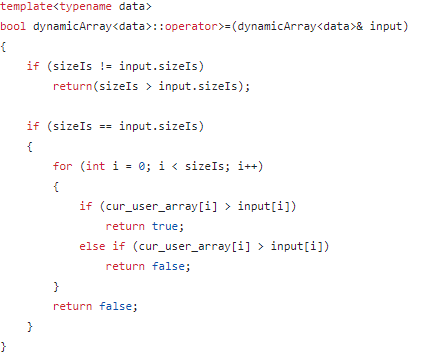 template<typename data>
bool dynamicArray<data>::operator>=(dynamicArray<data>& input)
{
    if (sizeIs != input.sizeIs)
        return(sizeIs > input.sizeIs);

    if (sizeIs == input.sizeIs)
    {
        for (int i = 0; i < sizeIs; i++)
        {
            if (cur_user_array[i] > input[i])
                return true;
            else if (cur_user_array[i] > input[i])
                return false;
        }
        return false;
    }
}